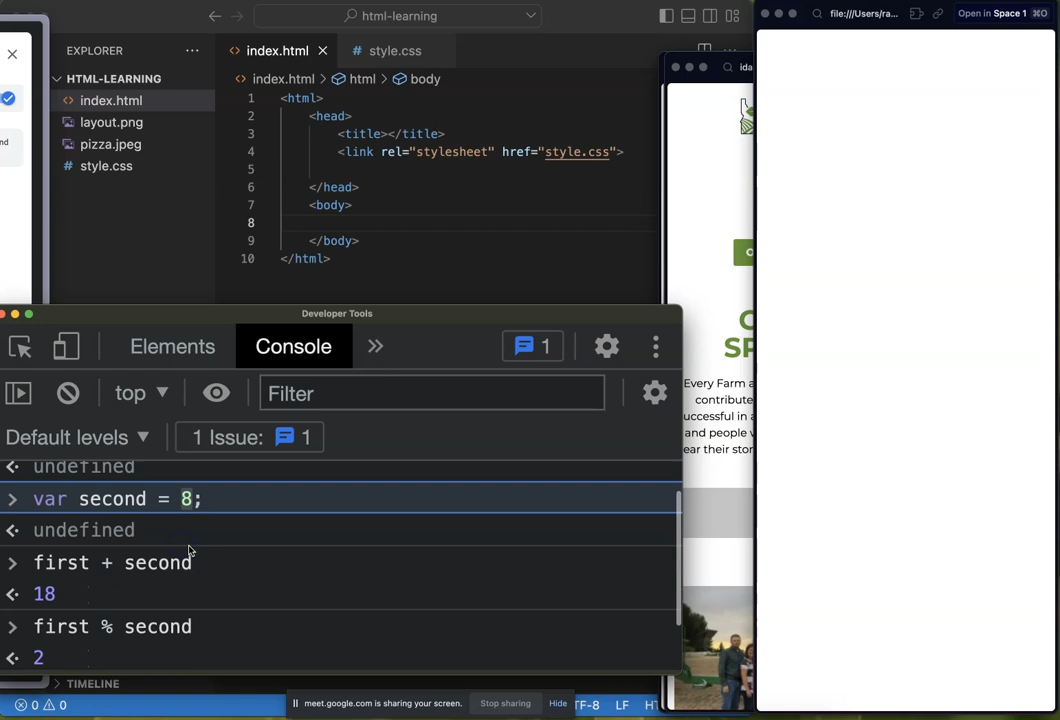 html-learning
file:///Users/ra...
Open in Space 1 ⌘O
EXPLORER
HTML-LEARNING
index.html
layout.png
pizza.jpeg
# style.css
<> index.html
# style.css
<> index.html > html > body
1 <html>
2 <head>
3 <title></title>
4 <link rel="stylesheet" href="style.css">
5
6 </head>
7 <body>
8
9 </body>
10 </html>
nd
ida
Every Farm a
contribute
uccessful in a
and people w
ear their stor
Developer Tools
Elements
Console
»
1
top ▼
Filter
Default levels ▼
1 Issue: 1
undefined
> var second = 8;
undefined
> first + second
18
> first % second
2
> TIMELINE
0 0
meet.google.com is sharing your screen.
Stop sharing
Hide
TF-8
LF